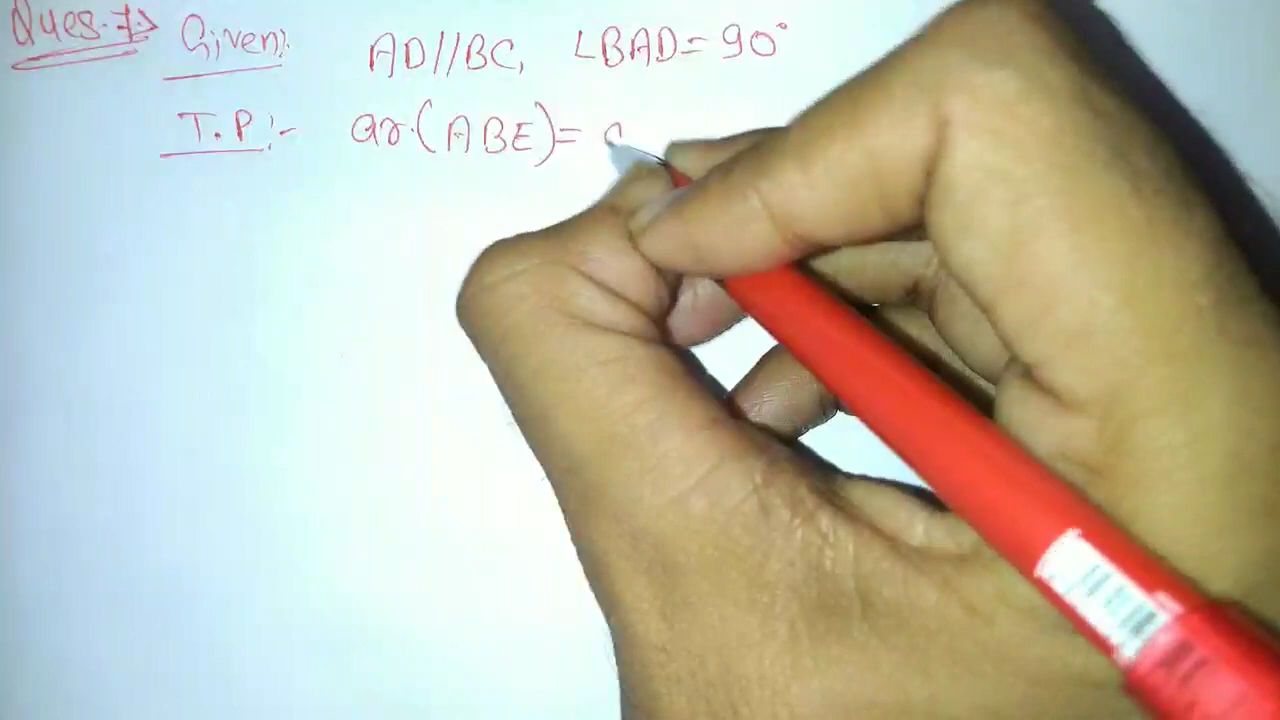 Ques. 7> Given:
AD//BC, ∠BAD = 90°
T.P:- ar.(ABE) =